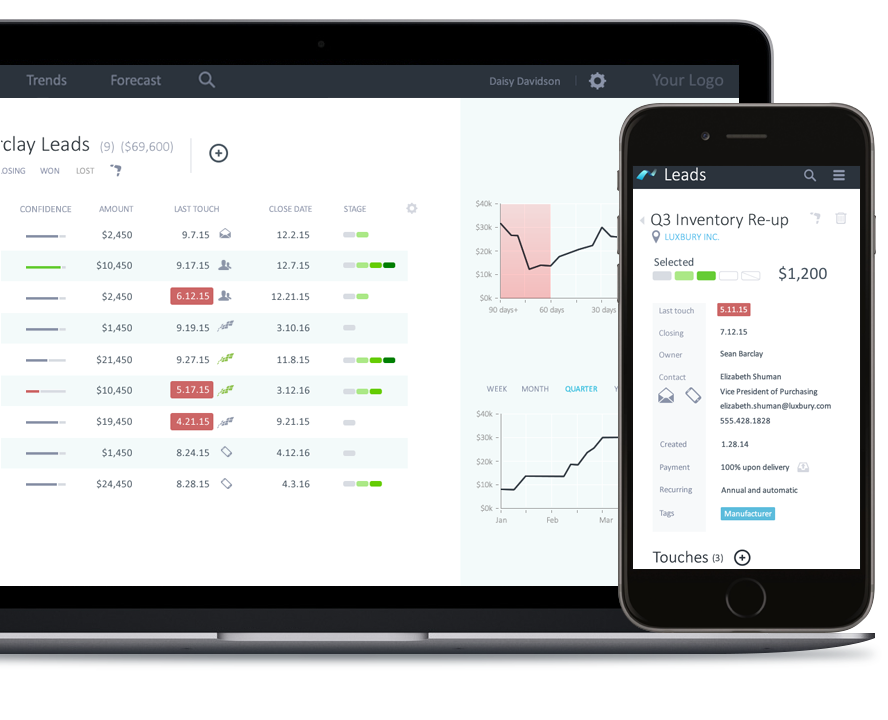 Trends Forecast Daisy Davidson Your Logo
rclay Leads (9) ($69,600)
OSING WON LOST
CONFIDENCE AMOUNT LAST TOUCH CLOSE DATE STAGE
$2,450 9.7.15 12.2.15
$10,450 9.17.15 12.7.15
$2,450 6.12.15 12.21.15
$1,450 9.19.15 3.10.16
$21,450 9.27.15 11.8.15
$10,450 5.17.15 3.12.16
$19,450 4.21.15 9.21.15
$1,450 8.24.15 4.12.16
$24,450 8.28.15 4.3.16
$40k
$30k
$20k
$10k
$0k
90 days+ 60 days 30 days
WEEK MONTH QUARTER Y
$40k
$30k
$20k
$10k
$0k
Jan Feb Mar
Leads
Q3 Inventory Re-up
LUXBURY INC.
Selected
$1,200
Last touch 5.11.15
Closing 7.12.15
Owner Sean Barclay
Contact Elizabeth Shuman
Vice President of Purchasing
elizabeth.shuman@luxbury.com
555.428.1828
Created 1.28.14
Payment 100% upon delivery
Recurring Annual and automatic
Tags Manufacturer
Touches (3)